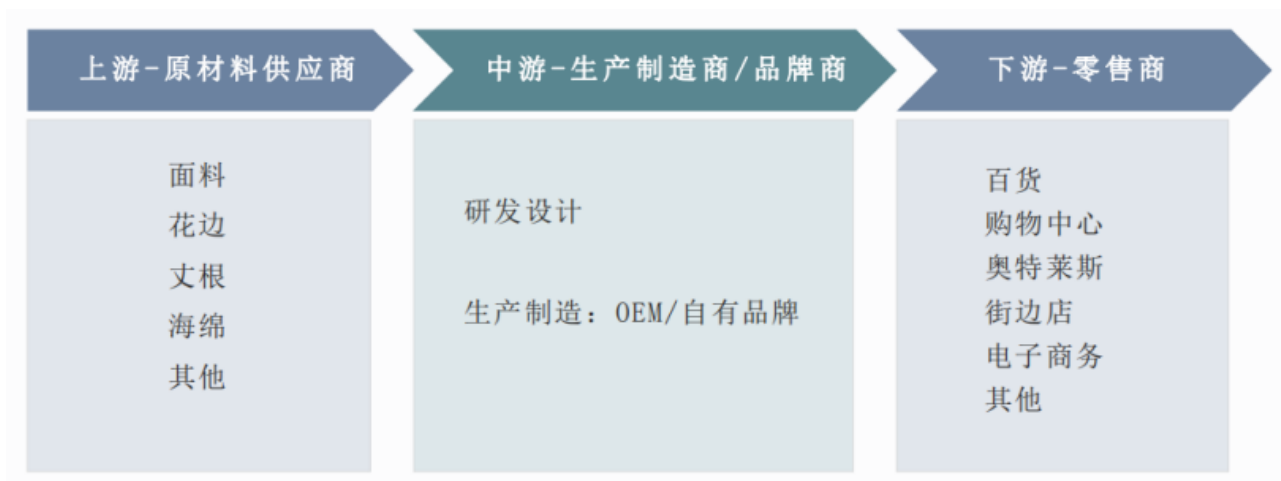 上游-原材料供应商
面料
花边
丈根
海绵
其他
中游-生产制造商/品牌商
研发设计
生产制造：OEM/自有品牌
下游-零售商
百货
购物中心
奥特莱斯
街边店
电子商务
其他